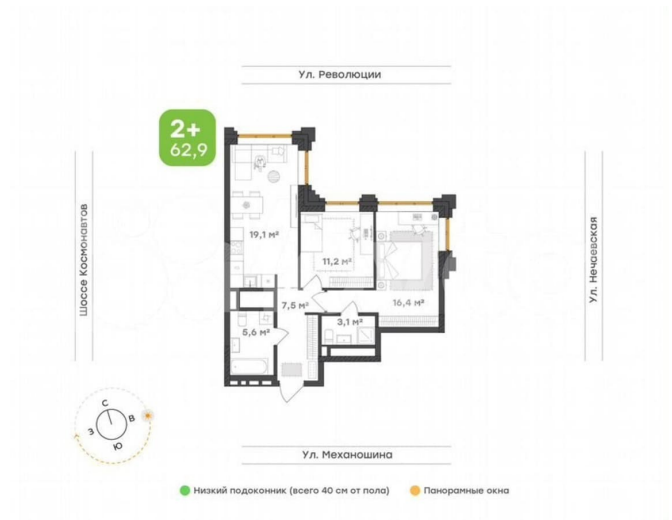 Ул. Революции
2+
62,9
Шоссе Космонавтов
Ул. Нечаевская
19,1 м²
11,2 м²
16,4 м²
7,5 м²
3,1 м²
5,6 м²
С
В
З
Ю
Ул. Механошина
Низкий подоконник (всего 40 см от пола)
Панорамные окна